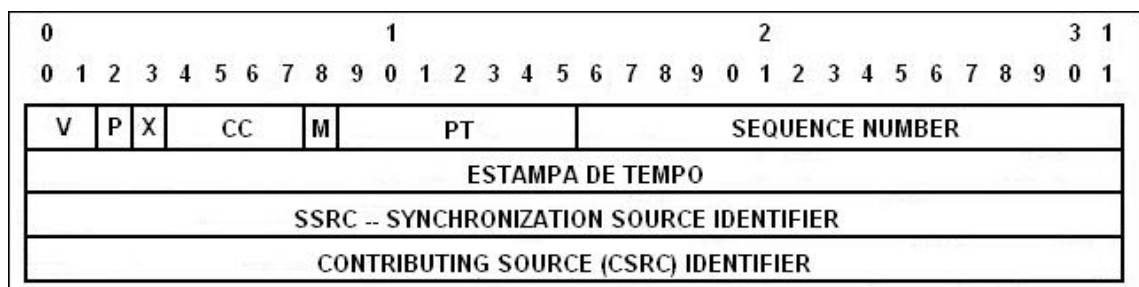 0 1 2 3 1
0 1 2 3 4 5 6 7 8 9 0 1 2 3 4 5 6 7 8 9 0 1 2 3 4 5 6 7 8 9 0 1
V P X CC M PT SEQUENCE NUMBER
ESTAMPA DE TEMPO
SSRC -- SYNCHRONIZATION SOURCE IDENTIFIER
CONTRIBUTING SOURCE (CSRC) IDENTIFIER